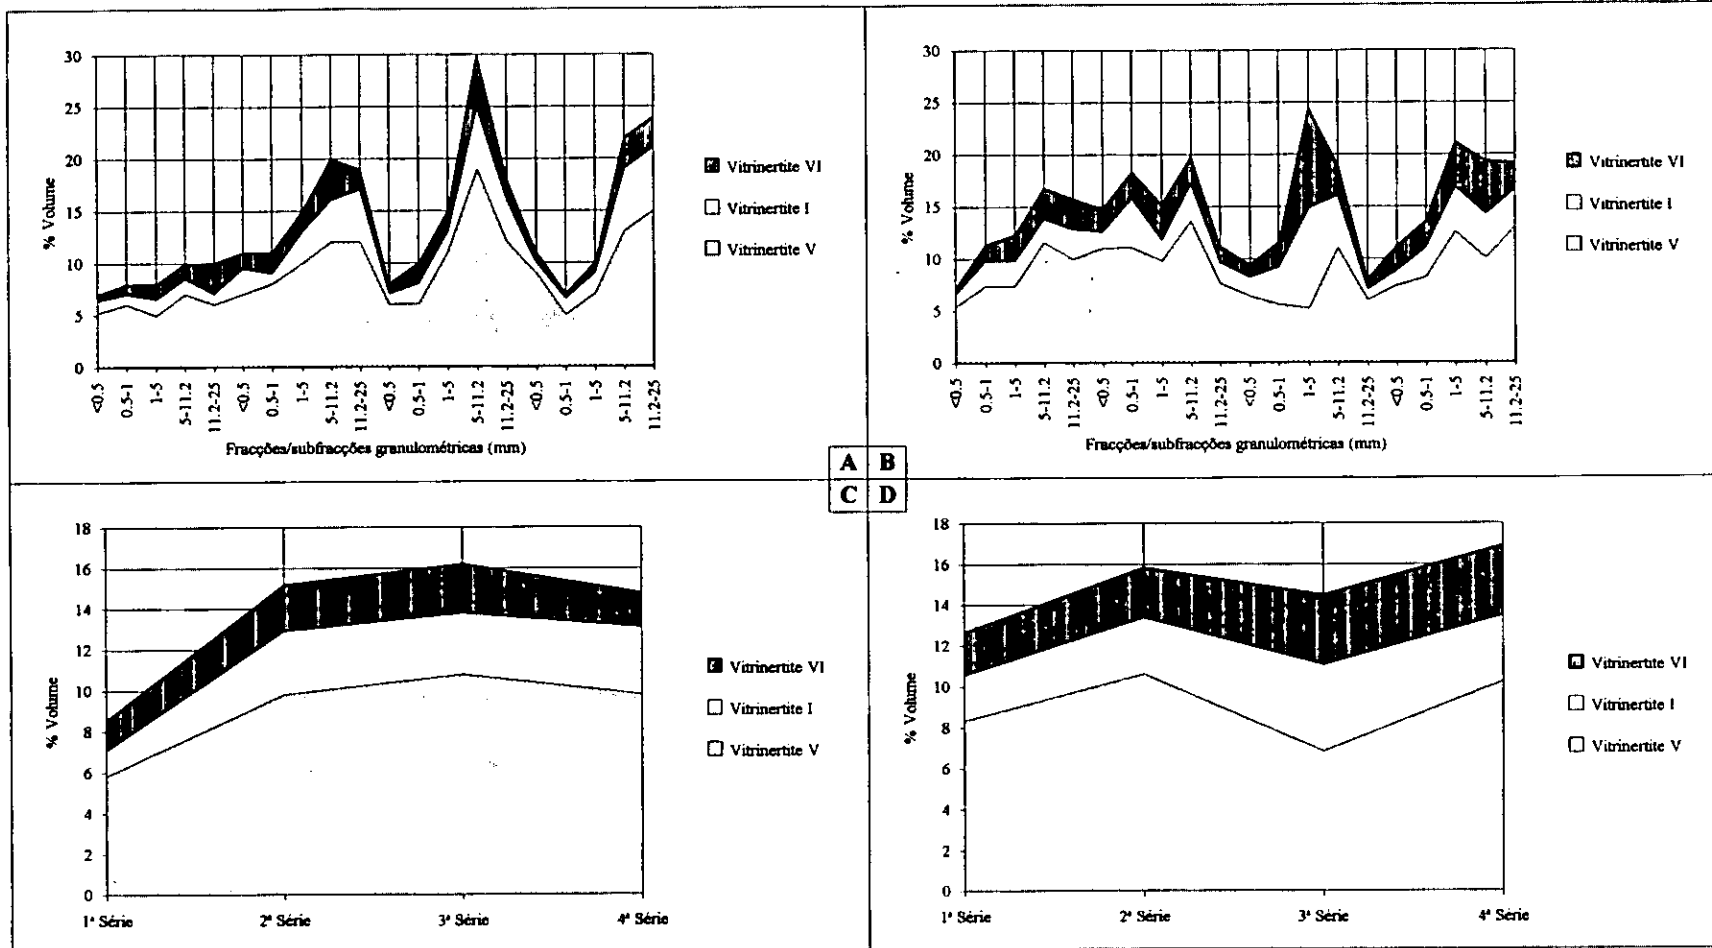 30
25
20
15
10
5
0
% Volume
<0.5
0.5-1
1-5
5-11.2
11.2-25
<0.5
0.5-1
1-5
5-11.2
11.2-25
<0.5
0.5-1
1-5
5-11.2
11.2-25
<0.5
0.5-1
1-5
5-11.2
11.2-25
Fracções/subfracções granulométricas (mm)
Vitrinertite VI
Vitrinertite I
Vitrinertite V
30
25
20
15
10
5
0
% Volume
<0.5
0.5-1
1-5
5-11.2
11.2-25
<0.5
0.5-1
1-5
5-11.2
11.2-25
<0.5
0.5-1
1-5
5-11.2
11.2-25
<0.5
0.5-1
1-5
5-11.2
11.2-25
Fracções/subfracções granulométricas (mm)
Vitrinertite VI
Vitrinertite I
Vitrinertite V
A B
C D
18
16
14
12
10
8
6
4
2
0
% Volume
1ª Série
2ª Série
3ª Série
4ª Série
Vitrinertite VI
Vitrinertite I
Vitrinertite V
18
16
14
12
10
8
6
4
2
0
% Volume
1ª Série
2ª Série
3ª Série
4ª Série
Vitrinertite VI
Vitrinertite I
Vitrinertite V